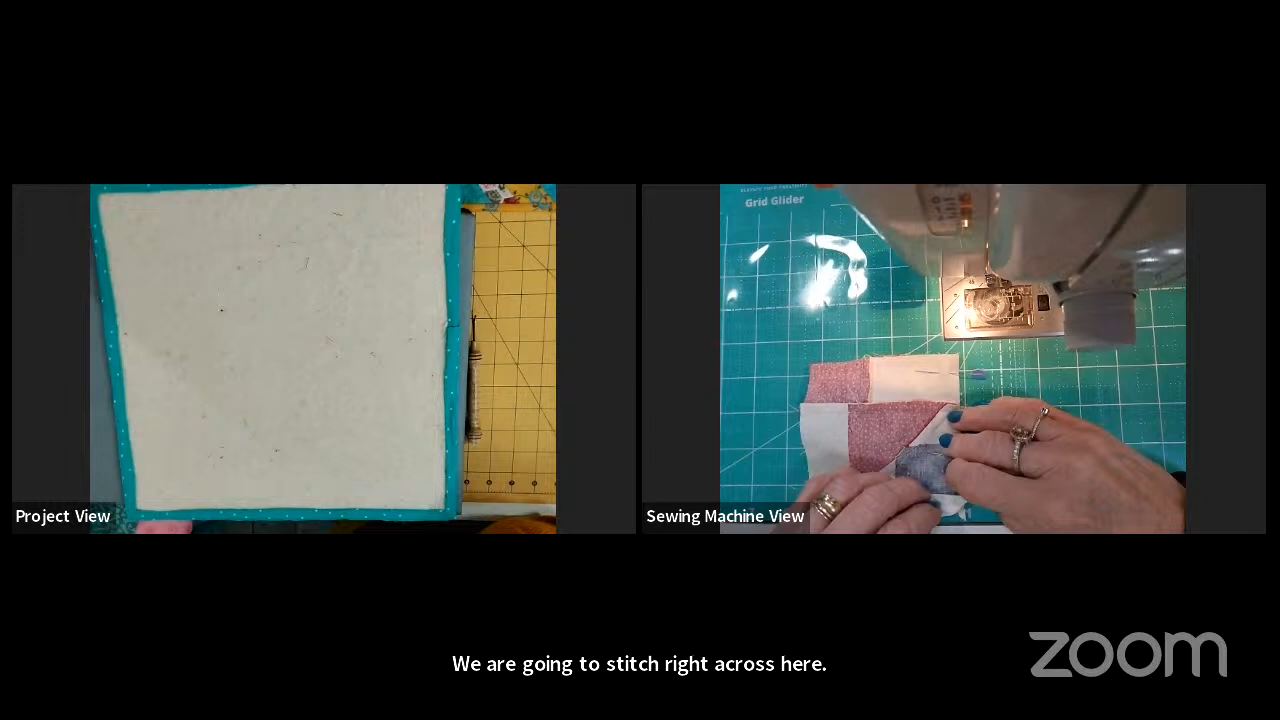 Grid Glider
Project View
Sewing Machine View
We are going to stitch right across here.
zoom